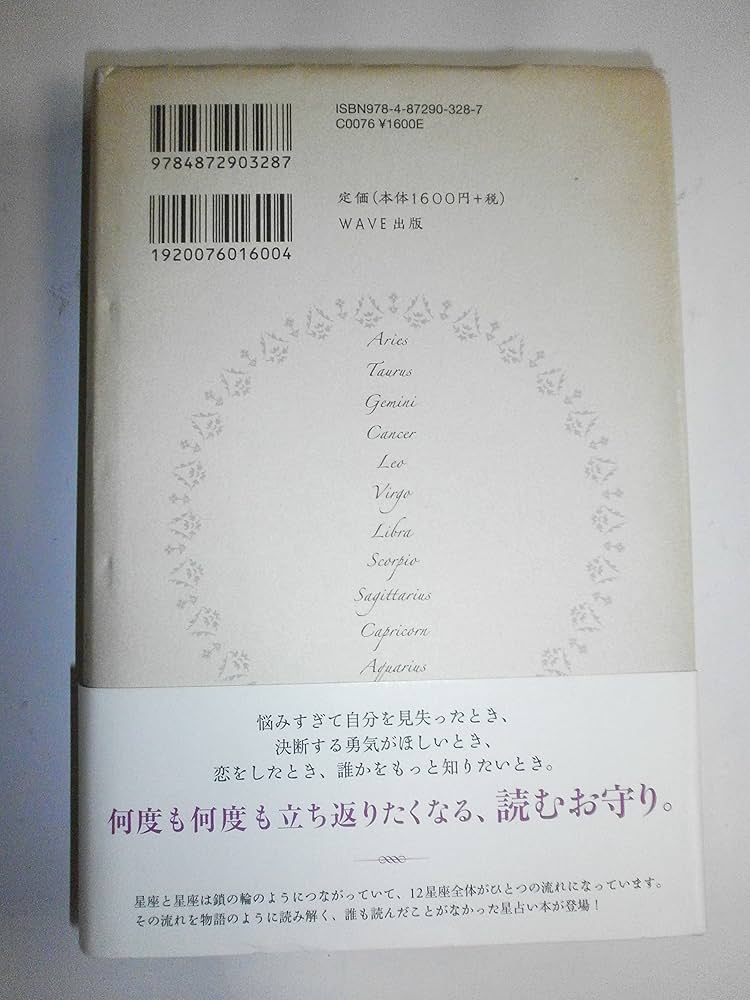 ISBN978-4-87290-328-7
C0076 ¥1600E
9784872903287
定価(本体1600円+税)
WAVE出版
1920076016004
Aries
Taurus
Gemini
Cancer
Leo
Virgo
Libra
Scorpio
Sagittarius
Capricorn
Aquarius
悩みすぎて自分を見失ったとき、
決断する勇気がほしいとき、
恋をしたとき、誰かをもっと知りたいとき。
何度も何度も立ち返りたくなる、読むお守り。
星座と星座は鎖の輪のようにつながっていて、12星座全体がひとつの流れになっています。
その流れを物語のように読み解く、誰も読んだことがなかった星占い本が登場!